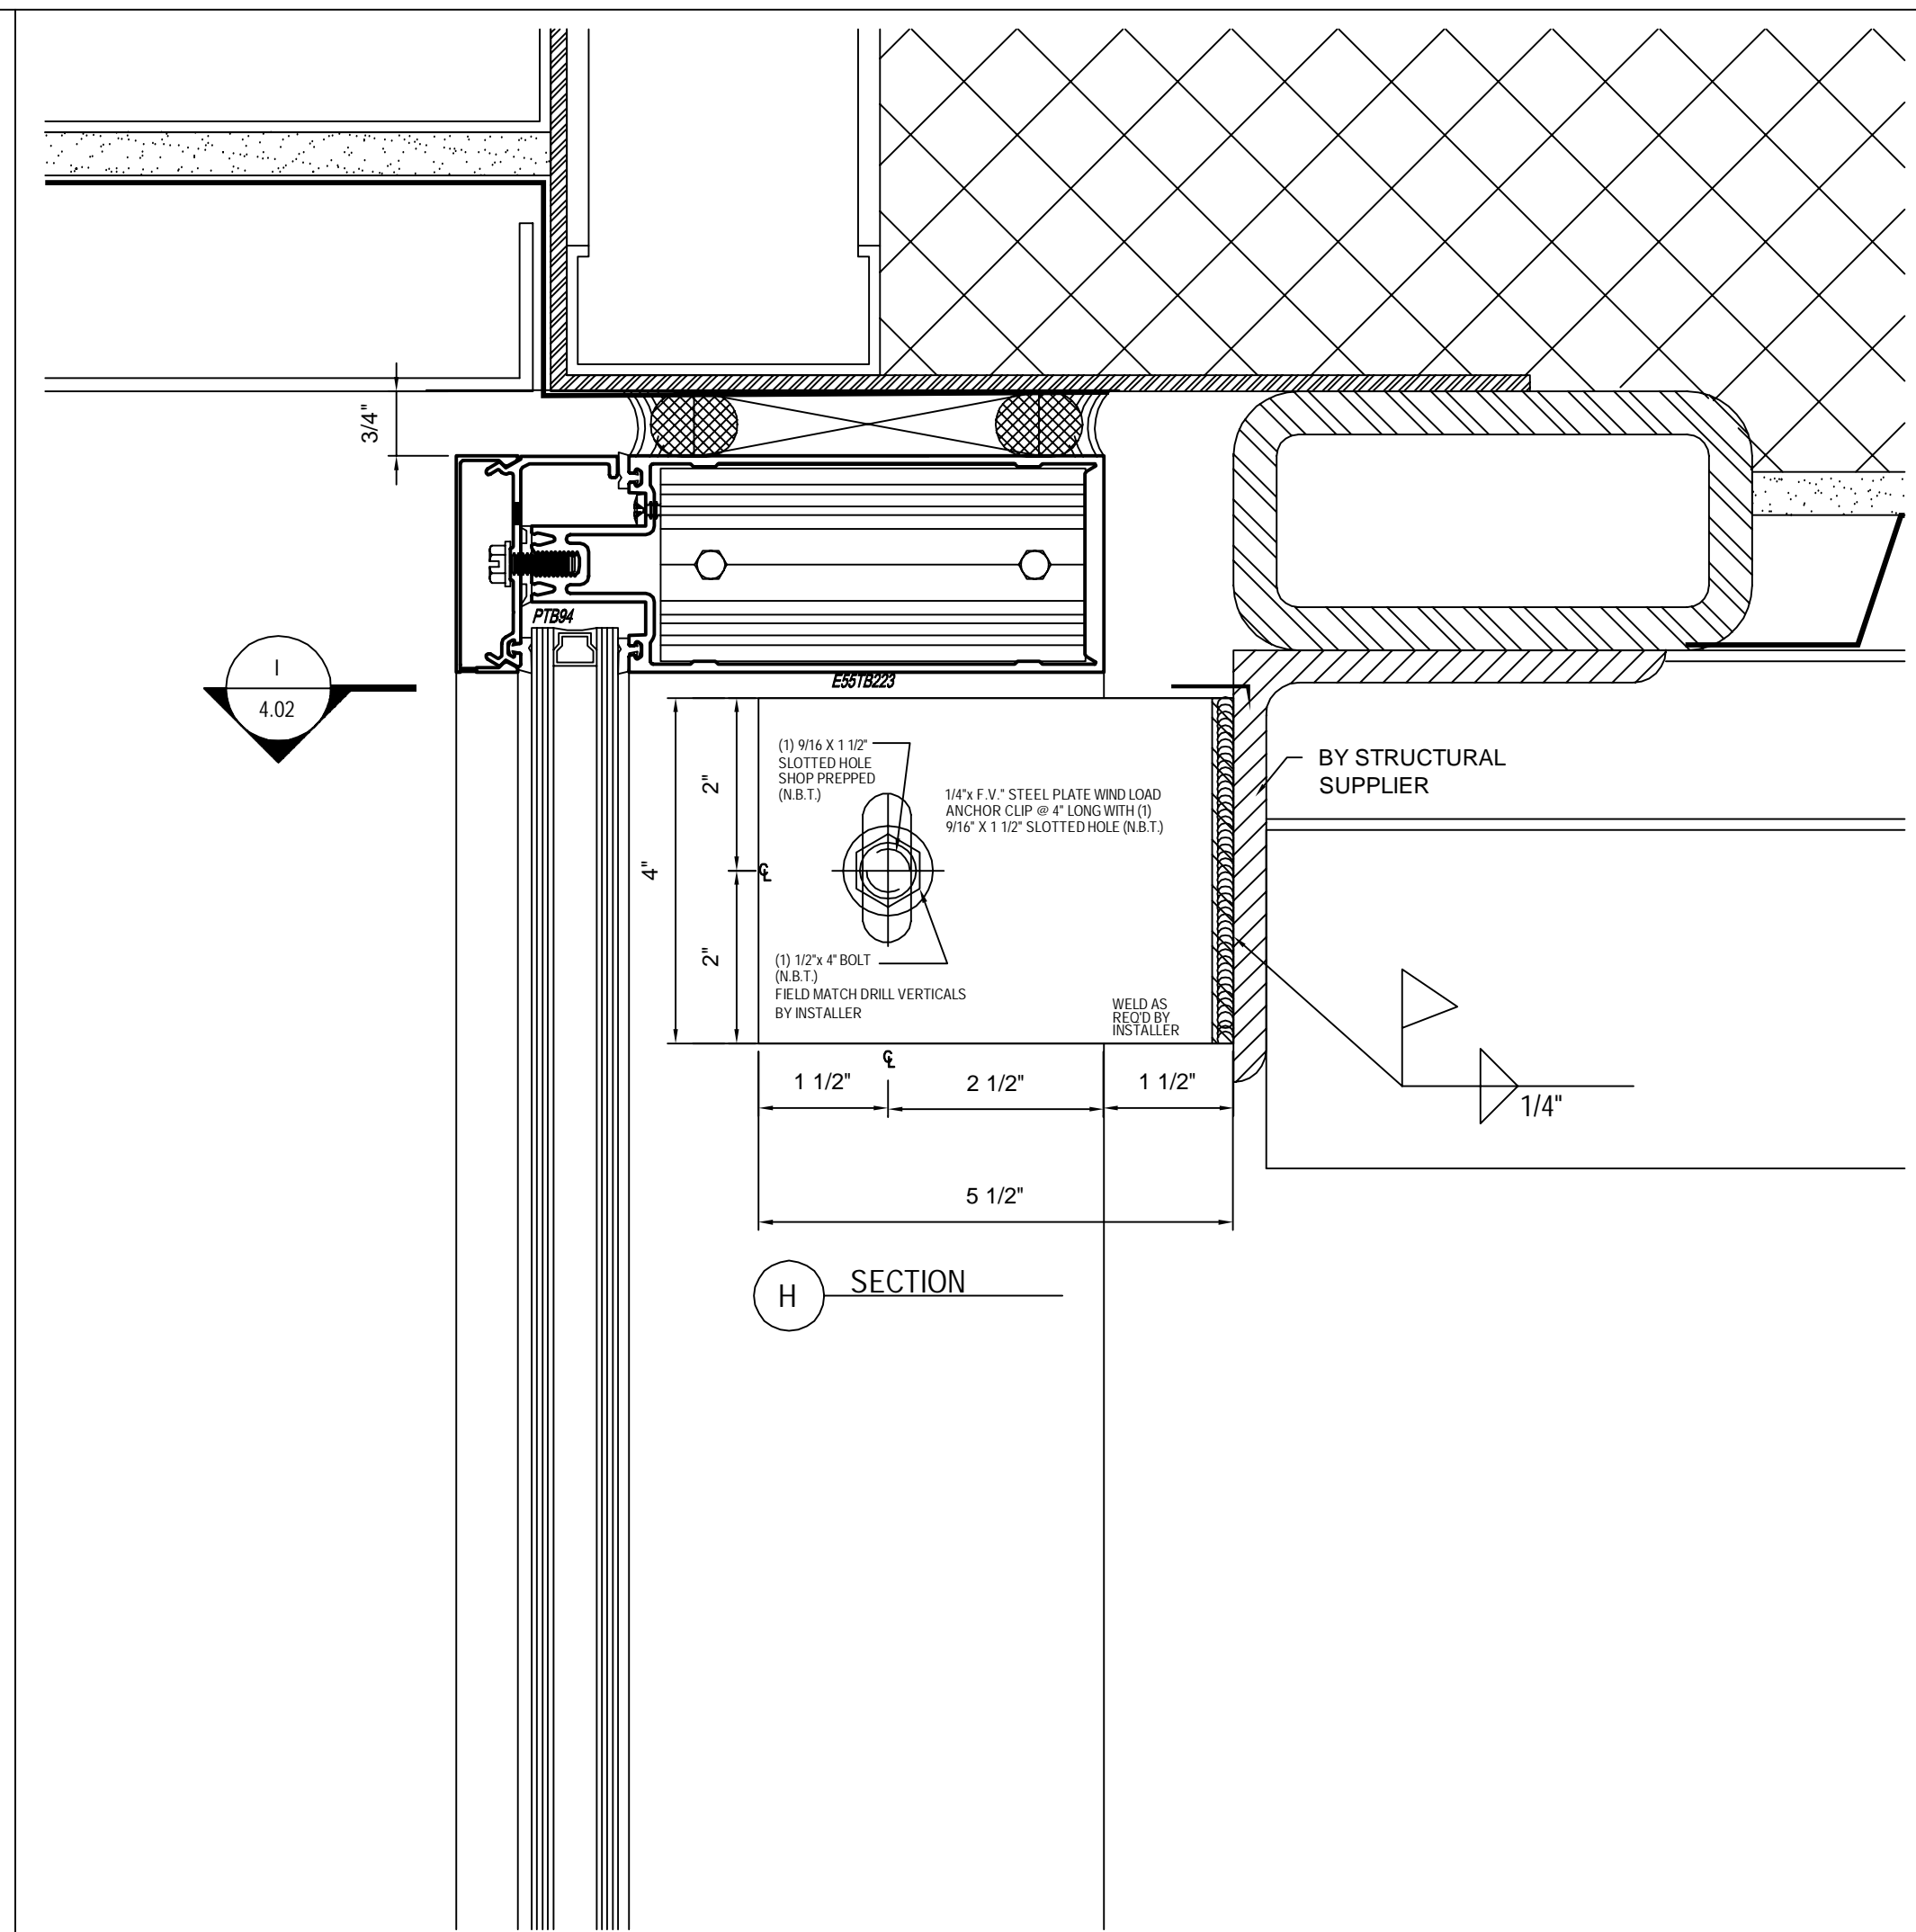 3/4"
PTB94
E55TB223
I
4.02
(1) 9/16 X 1 1/2"
SLOTTED HOLE
SHOP PREPPED
(N.B.T.)
1/4"x F.V." STEEL PLATE WIND LOAD
ANCHOR CLIP @ 4" LONG WITH (1)
9/16" X 1 1/2" SLOTTED HOLE (N.B.T.)
BY STRUCTURAL
SUPPLIER
2"
4"
℄
2"
(1) 1/2"x 4" BOLT
(N.B.T.)
FIELD MATCH DRILL VERTICALS
BY INSTALLER
WELD AS
REQ'D BY
INSTALLER
℄
1 1/2"
2 1/2"
1 1/2"
1/4"
5 1/2"
H SECTION